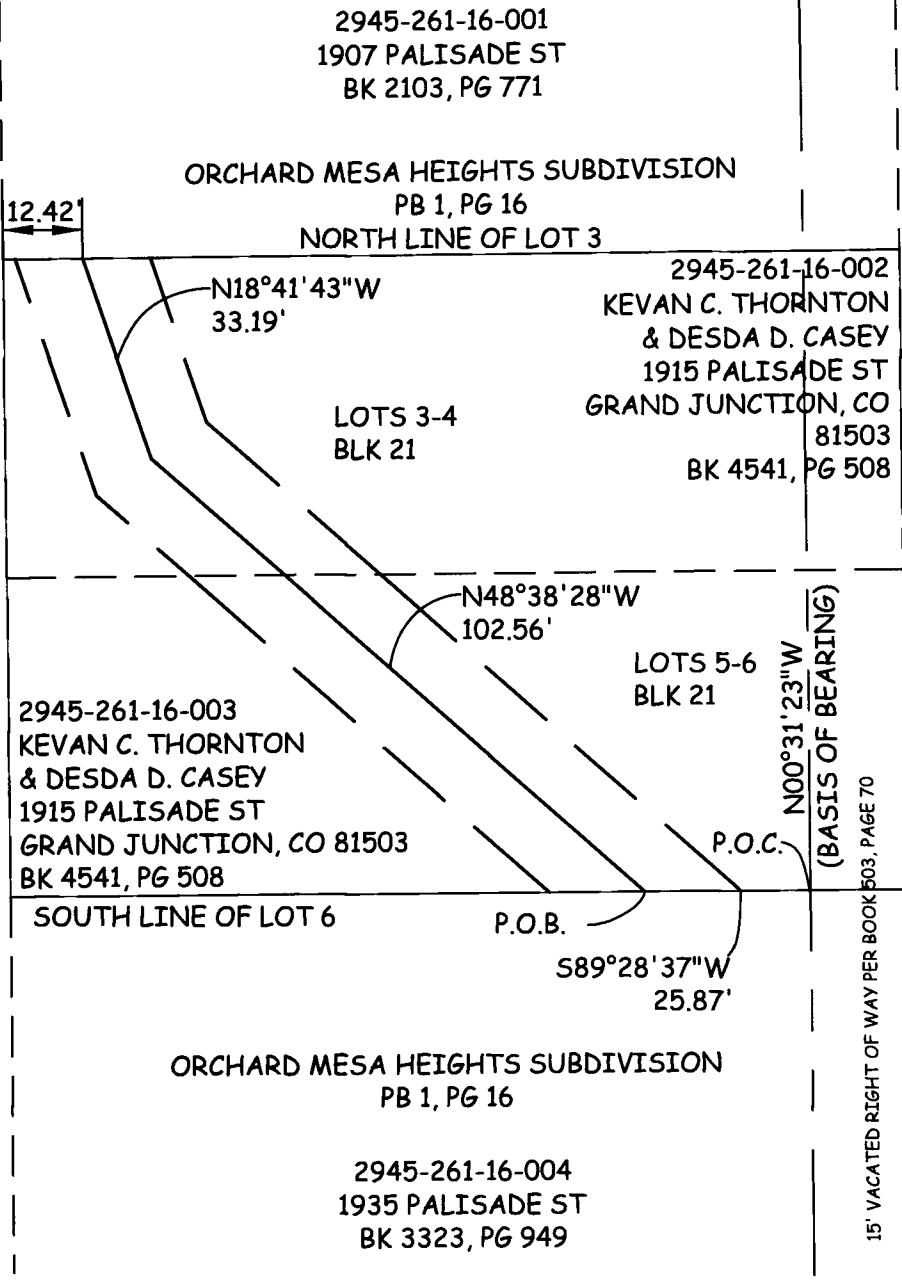 2945-261-16-001
1907 PALISADE ST
BK 2103, PG 771
ORCHARD MESA HEIGHTS SUBDIVISION
PB 1, PG 16
NORTH LINE OF LOT 3
12.42'
N18°41'43"W
33.19'
2945-261-16-002
KEVAN C. THORNTON
& DESDA D. CASEY
1915 PALISADE ST
GRAND JUNCTION, CO
81503
BK 4541, PG 508
LOTS 3-4
BLK 21
N48°38'28"W
102.56'
LOTS 5-6
BLK 21
N00°31'23"W
(BASIS OF BEARING)
2945-261-16-003
KEVAN C. THORNTON
& DESDA D. CASEY
1915 PALISADE ST
GRAND JUNCTION, CO 81503
BK 4541, PG 508
P.O.C.
SOUTH LINE OF LOT 6
P.O.B.
S89°28'37"W
25.87'
15' VACATED RIGHT OF WAY PER BOOK 503, PAGE 70
ORCHARD MESA HEIGHTS SUBDIVISION
PB 1, PG 16
2945-261-16-004
1935 PALISADE ST
BK 3323, PG 949